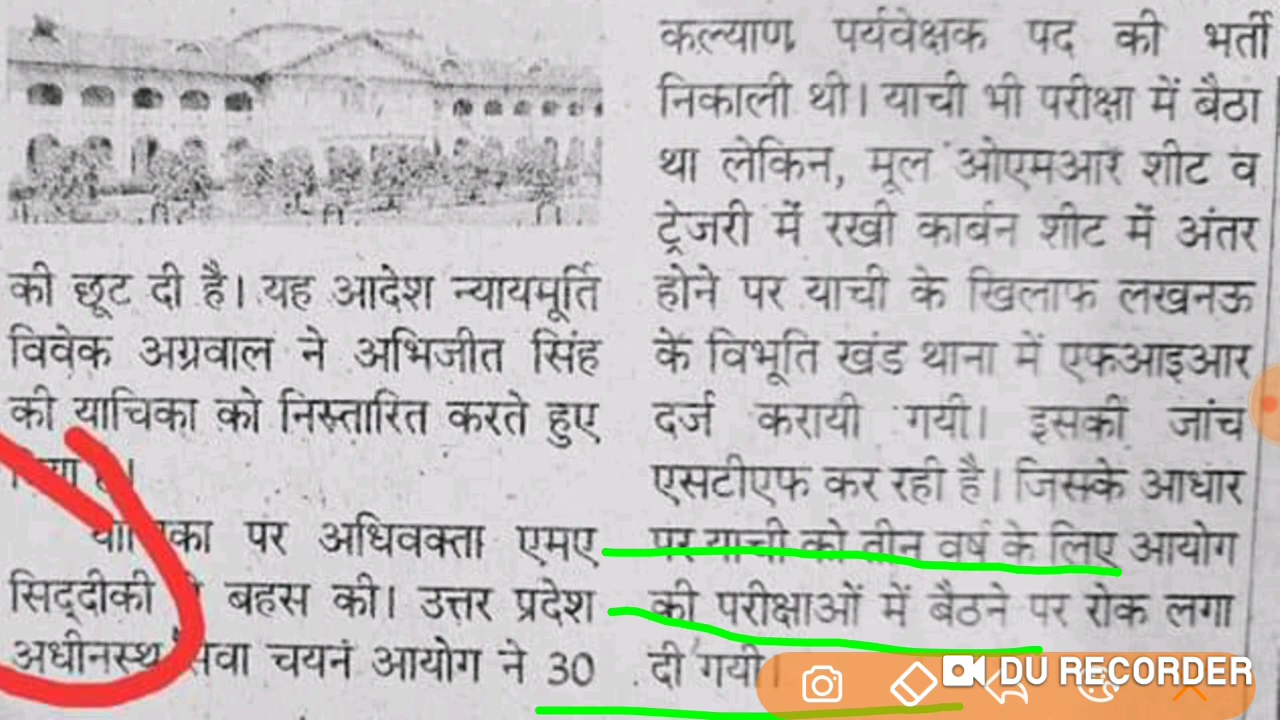 की छूट दी है। यह आदेश न्यायमूर्ति
विवेक अग्रवाल ने अभिजीत सिंह
की याचिका को निस्तारित करते हुए
पर अधिवक्ता एमए
सिद्दीकी बहस की। उत्तर प्रदेश
अधीनस्थ सेवा चयन आयोग ने 30
कल्याण पर्यवेक्षक पद की भर्ती
निकाली थी। याची भी परीक्षा में बैठा
था लेकिन, मूल ओएमआर शीट व
ट्रेजरी में रखी कार्बन शीट में अंतर
होने पर याची के खिलाफ लखनऊ
के विभूति खंड थाना में एफआइआर
दर्ज करायी गयी। इसकी जांच
एसटीएफ कर रही है। जिसके आधार
पर याची को तीन वर्ष के लिए आयोग
की परीक्षाओं में बैठने पर रोक लगा
दी गयी।
DU RECORDER